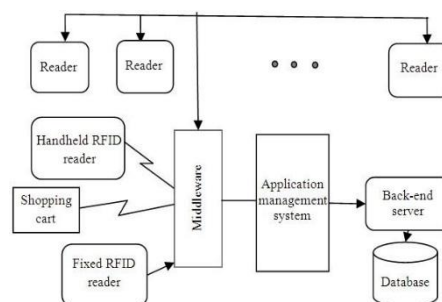 Reader
Reader
Reader
Handheld RFID
reader
Shopping
cart
Fixed RFID
reader
Middleware
Application
management
system
Back-end
server
Database